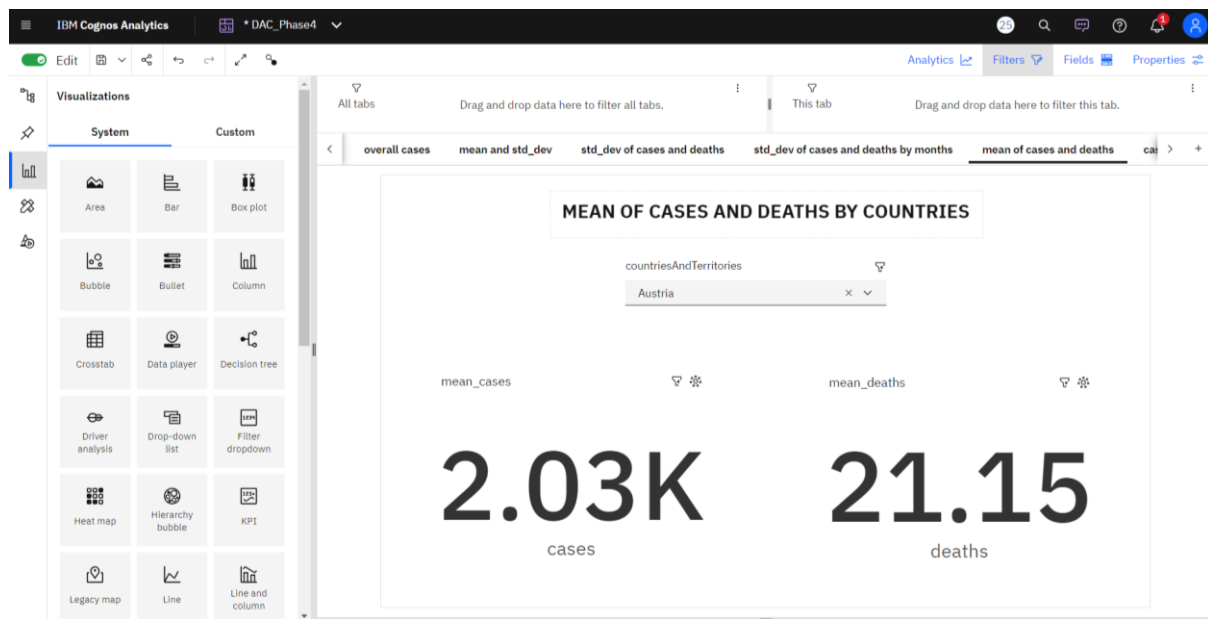 IBM Cognos Analytics
* DAC_Phase4
25
1
Edit
Analytics
Filters
Fields
Properties
Visualizations
System
Custom
Area
Bar
Box plot
Bubble
Bullet
Column
Crosstab
Data player
Decision tree
Driver
analysis
Drop-down
list
1234
Filter
dropdown
Heat map
Hierarchy
bubble
KPI
Legacy map
Line
Line and
column
All tabs
Drag and drop data here to filter all tabs.
This tab
Drag and drop data here to filter this tab.
overall cases
mean and std_dev
std_dev of cases and deaths
std_dev of cases and deaths by months
mean of cases and deaths
MEAN OF CASES AND DEATHS BY COUNTRIES
countriesAndTerritories
Austria
mean_cases
2.03K
cases
mean_deaths
21.15
deaths